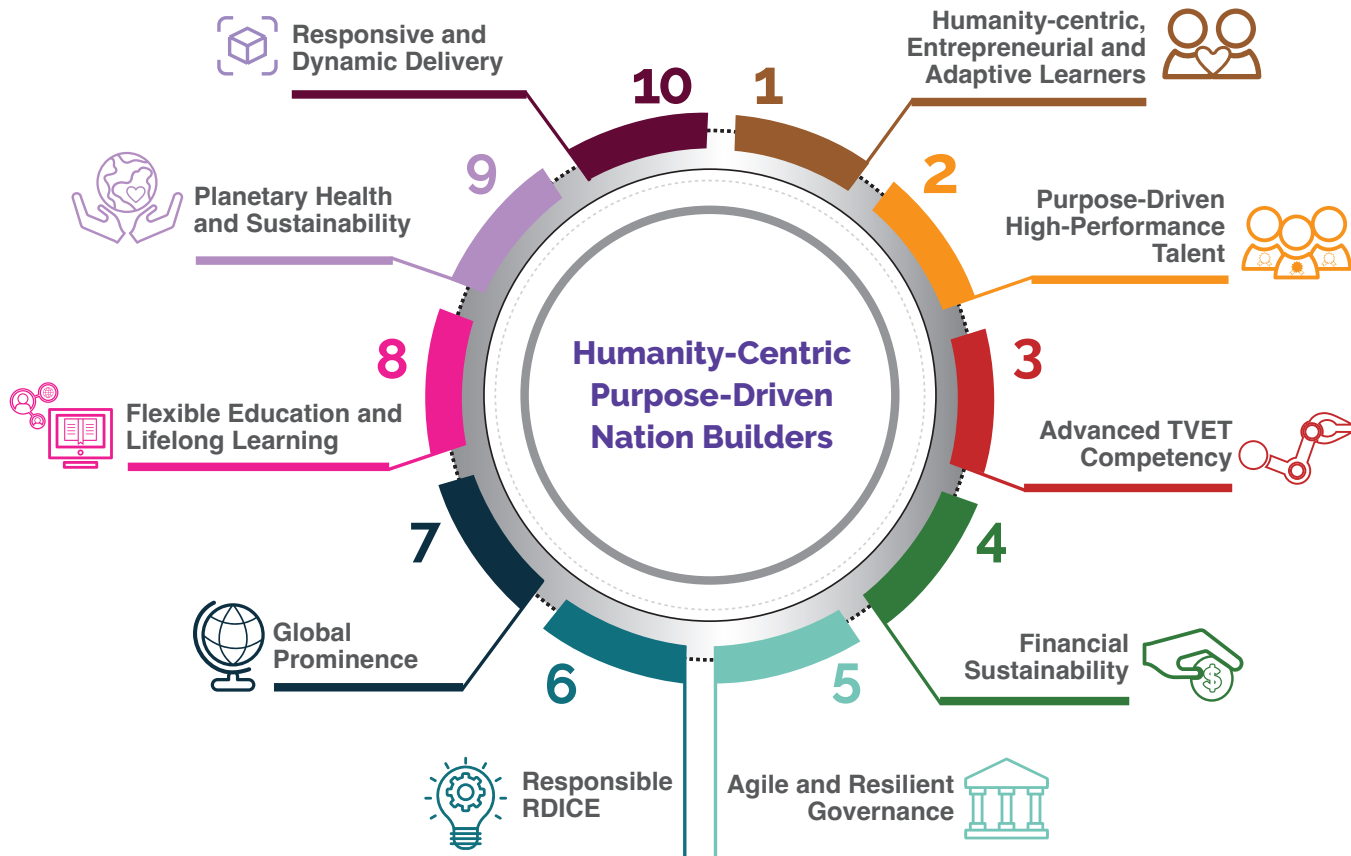 Humanity-Centric
Purpose-Driven
Nation Builders
1
Humanity-centric,
Entrepreneurial and
Adaptive Learners
2
Purpose-Driven
High-Performance
Talent
3
Advanced TVET
Competency
4
Financial
Sustainability
$
5
Agile and Resilient
Governance
6
Responsible
RDICE
7
Global
Prominence
8
Flexible Education and
Lifelong Learning
9
Planetary Health
and Sustainability
10
Responsive and
Dynamic Delivery